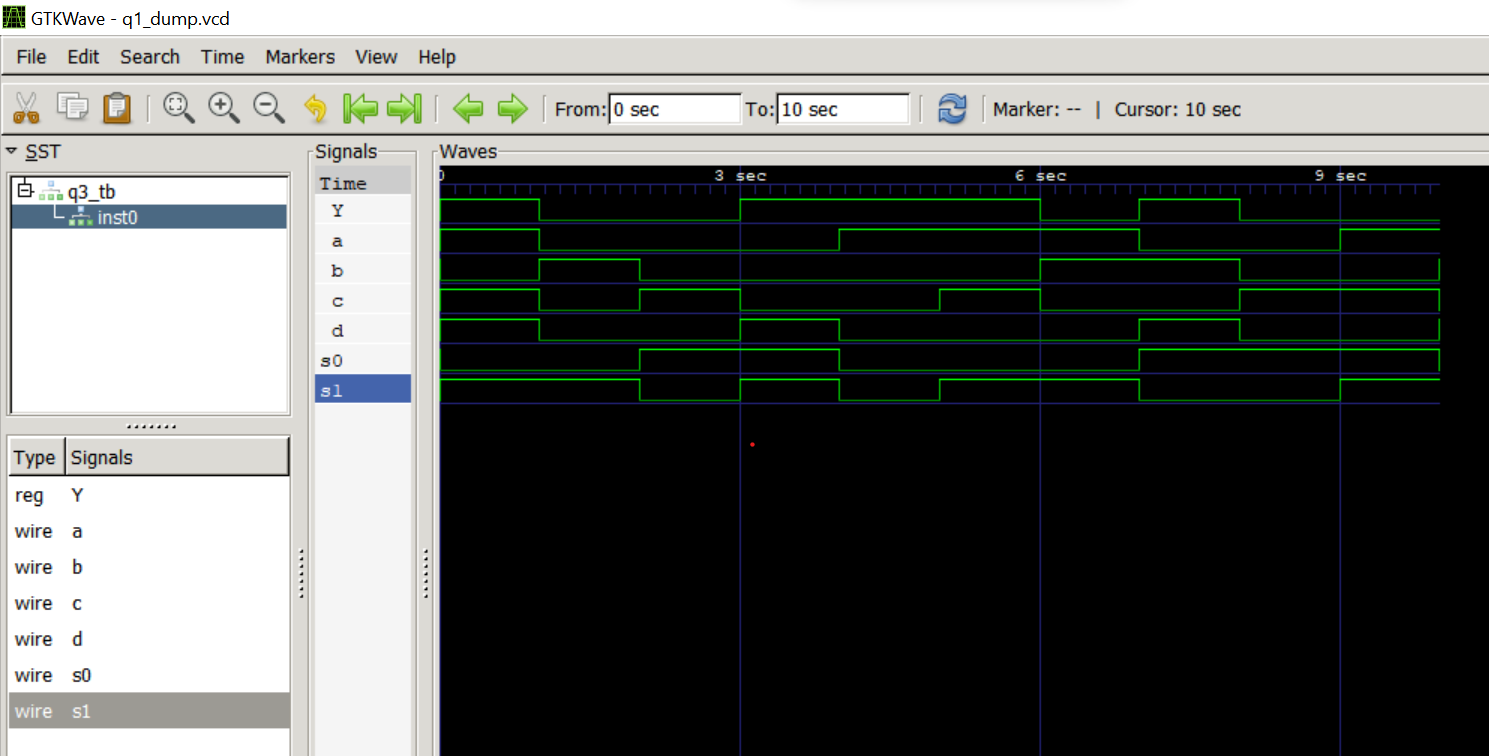 GTKWave - q1_dump.vcd
File Edit Search Time Markers View Help
From: 0 sec To: 10 sec Marker: -- | Cursor: 10 sec
SST
q3_tb
inst0
Type Signals
reg Y
wire a
wire b
wire c
wire d
wire s0
wire s1
Signals
Time
Y
a
b
c
d
s0
s1
Waves
0 3 sec 6 sec 9 sec